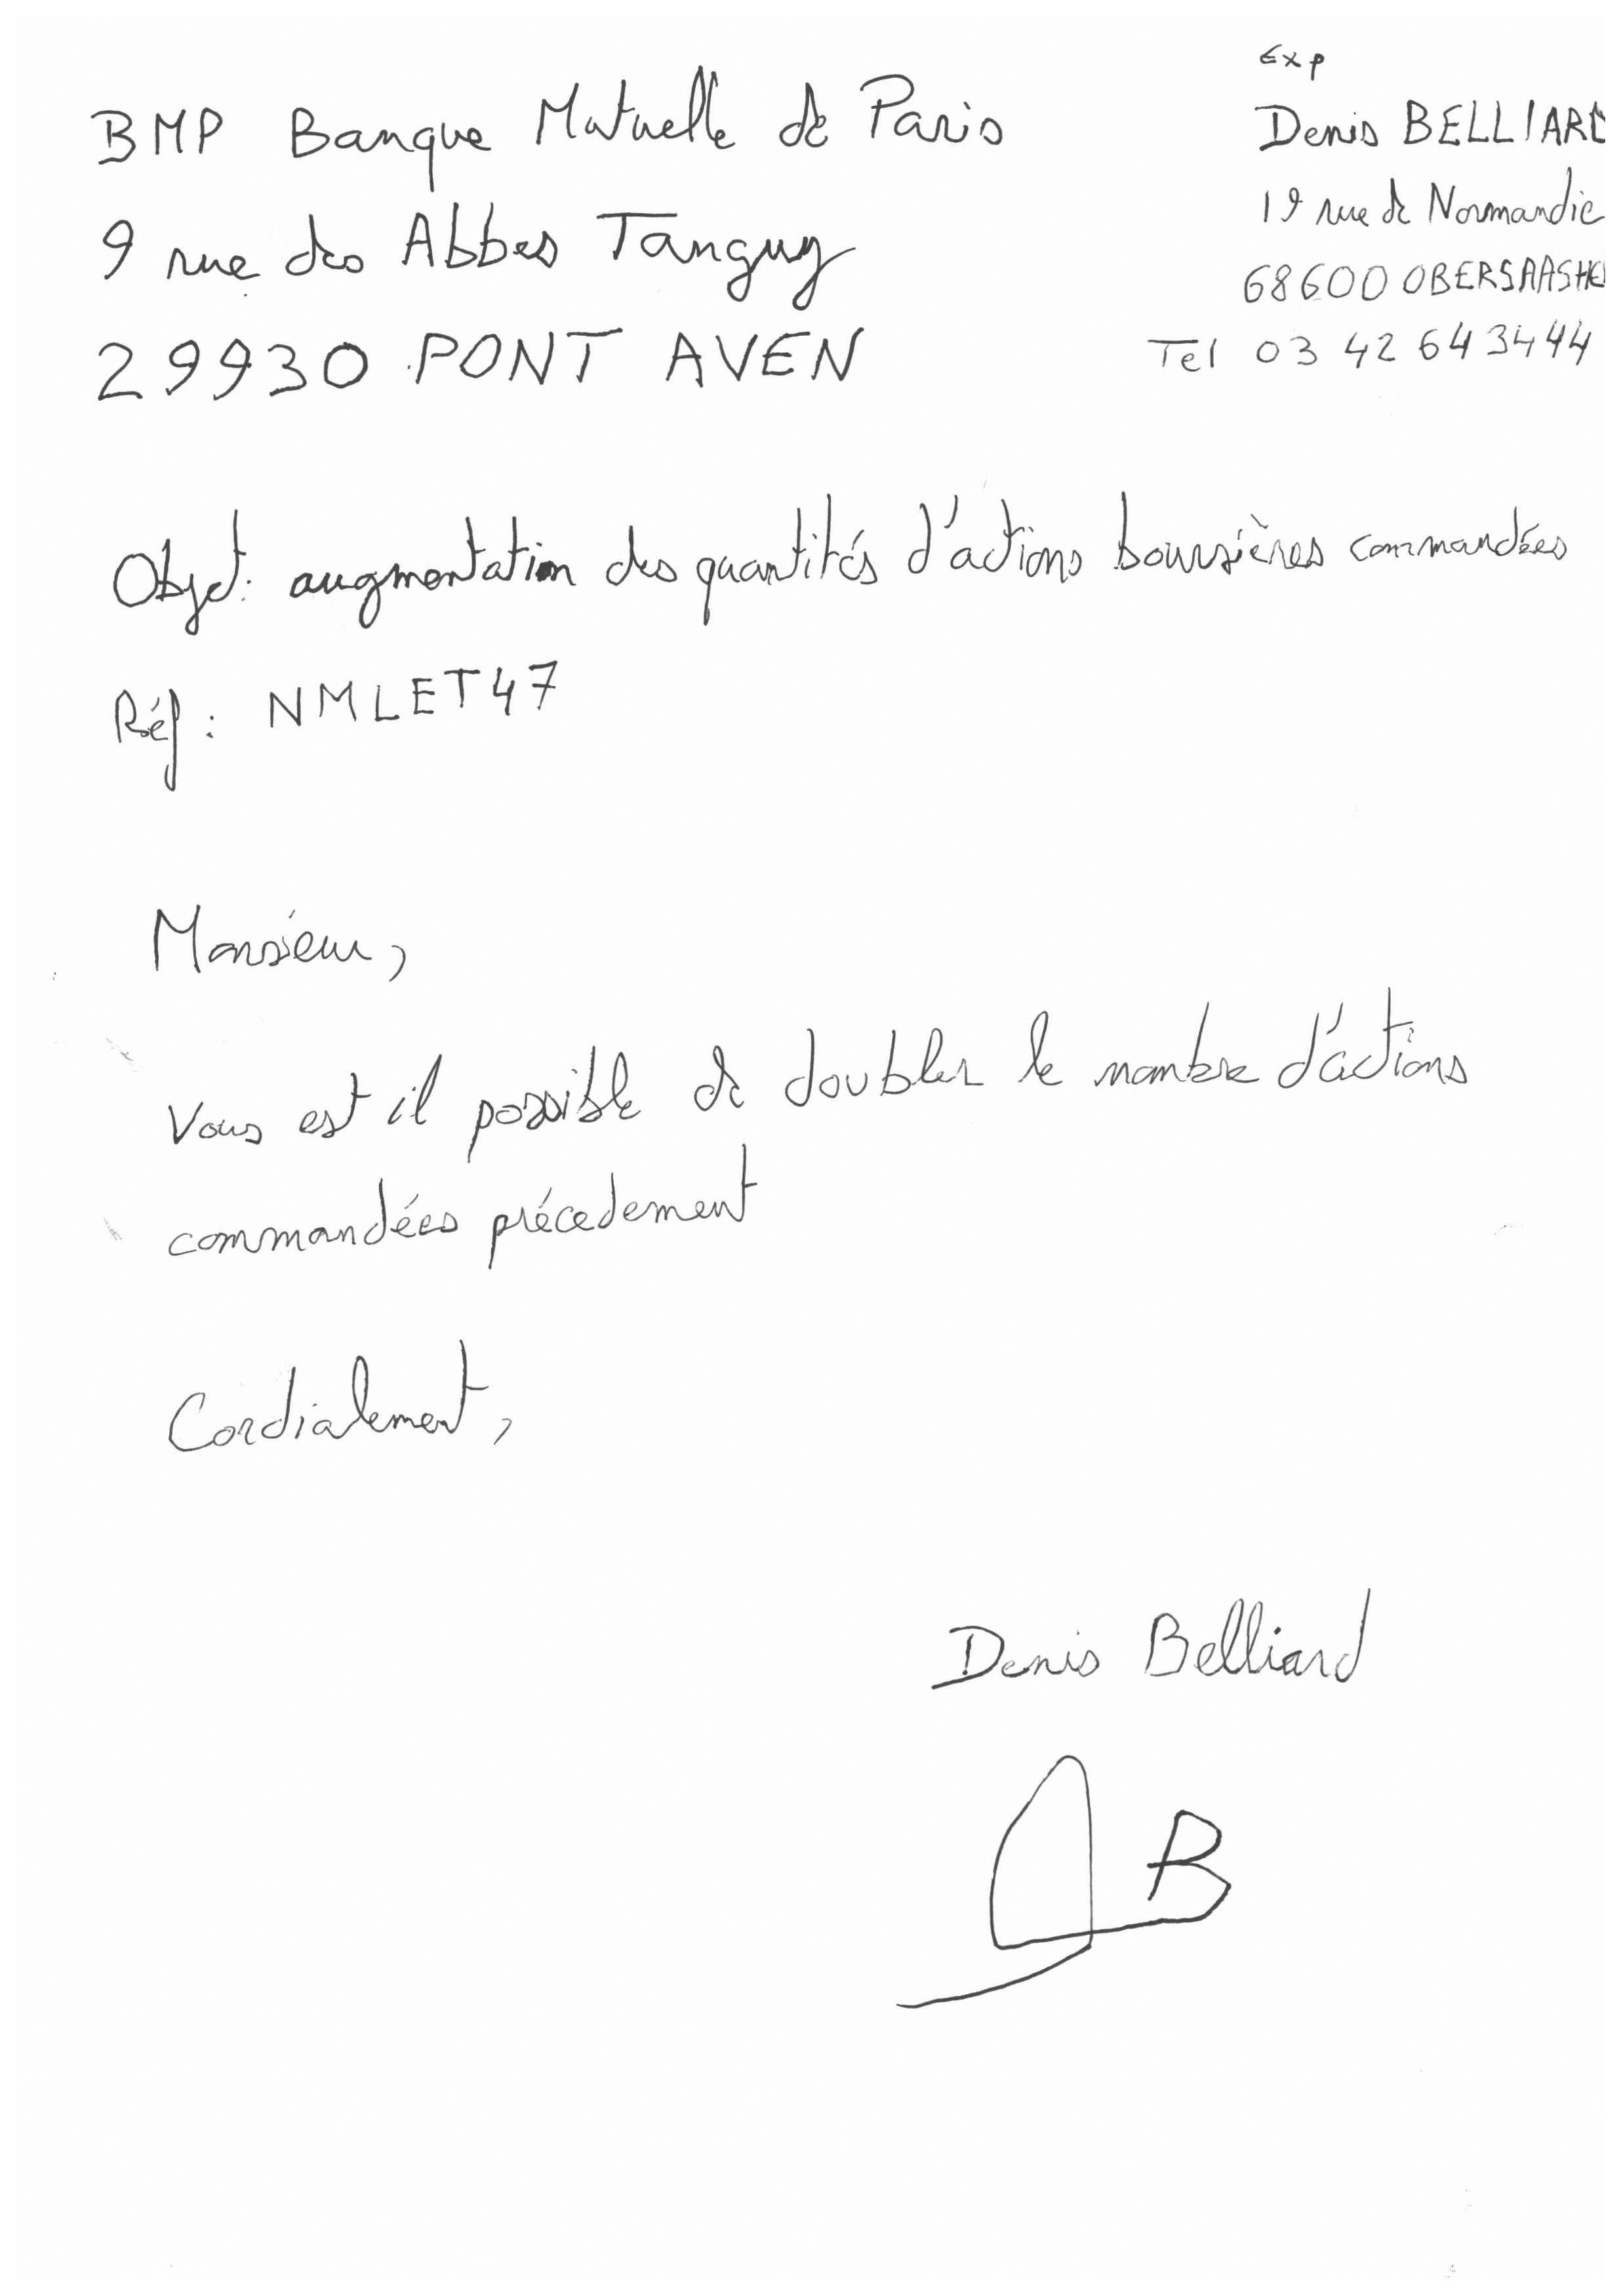 BMP Banque Mutuelle de Paris
9 rue des Abbes Tanguy
29930 PONT AVEN
Exp
Denis BELLIARD
19 rue de Normandie
68600 OBERSAASHE
Tel 03 42 64 34 44
Objet: augmentation des quantités d'actions boursières commandées
Réf : NMLET47
Monsieur,
Vous est il possible de doubler le nombre d'actions
commandées précedement
Cordialement,
Denis Belliard
B